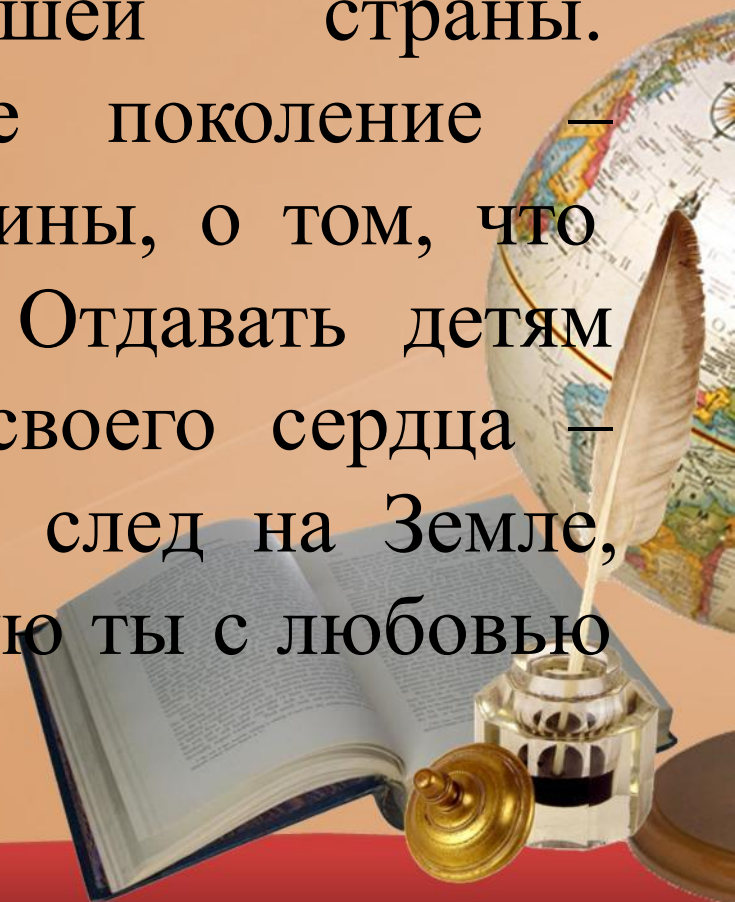 шей страны.
е поколение –
ины, о том, что
Отдавать детям
своего сердца –
след на Земле,
ю ты с любовью